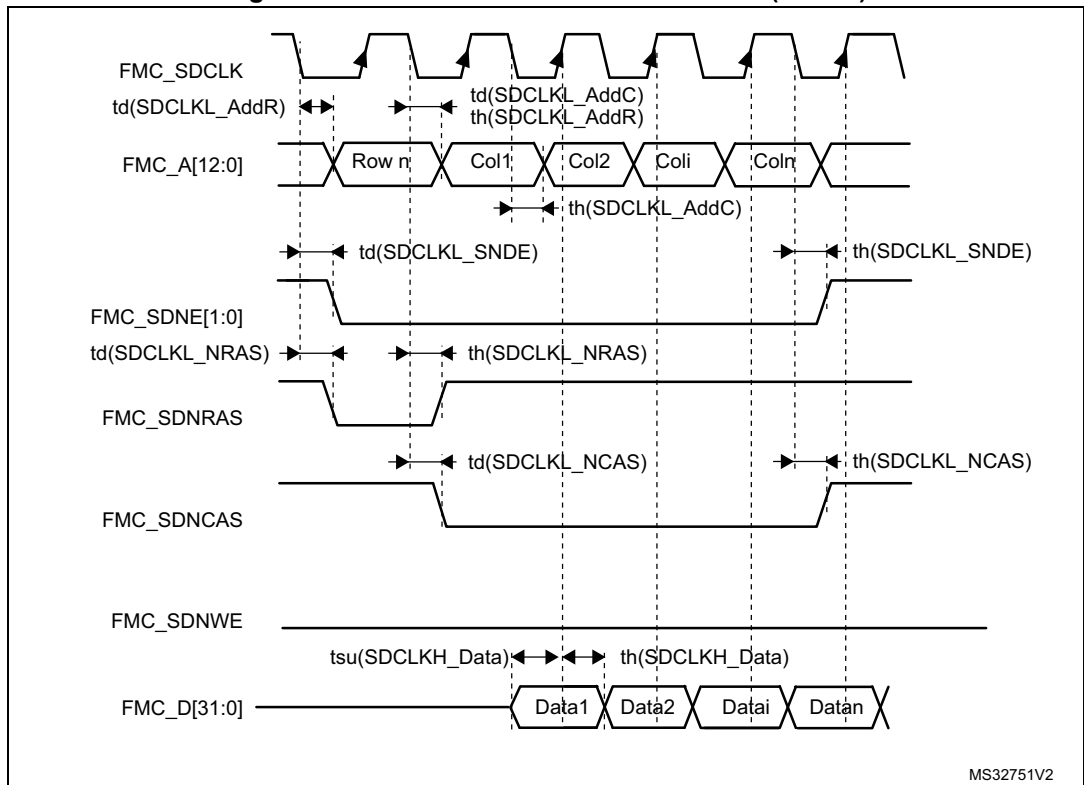 FMC_SDCLK
td(SDCLKL_AddR)
td(SDCLKL_AddC)
th(SDCLKL_AddR)
FMC_A[12:0]
Row n
Col1
Col2
Coli
Coln
th(SDCLKL_AddC)
td(SDCLKL_SNDE)
th(SDCLKL_SNDE)
FMC_SDNE[1:0]
td(SDCLKL_NRAS)
th(SDCLKL_NRAS)
FMC_SDNRAS
td(SDCLKL_NCAS)
th(SDCLKL_NCAS)
FMC_SDNCAS
FMC_SDNWE
tsu(SDCLKH_Data)
th(SDCLKH_Data)
FMC_D[31:0]
Data1
Data2
Datai
Datan
MS32751V2